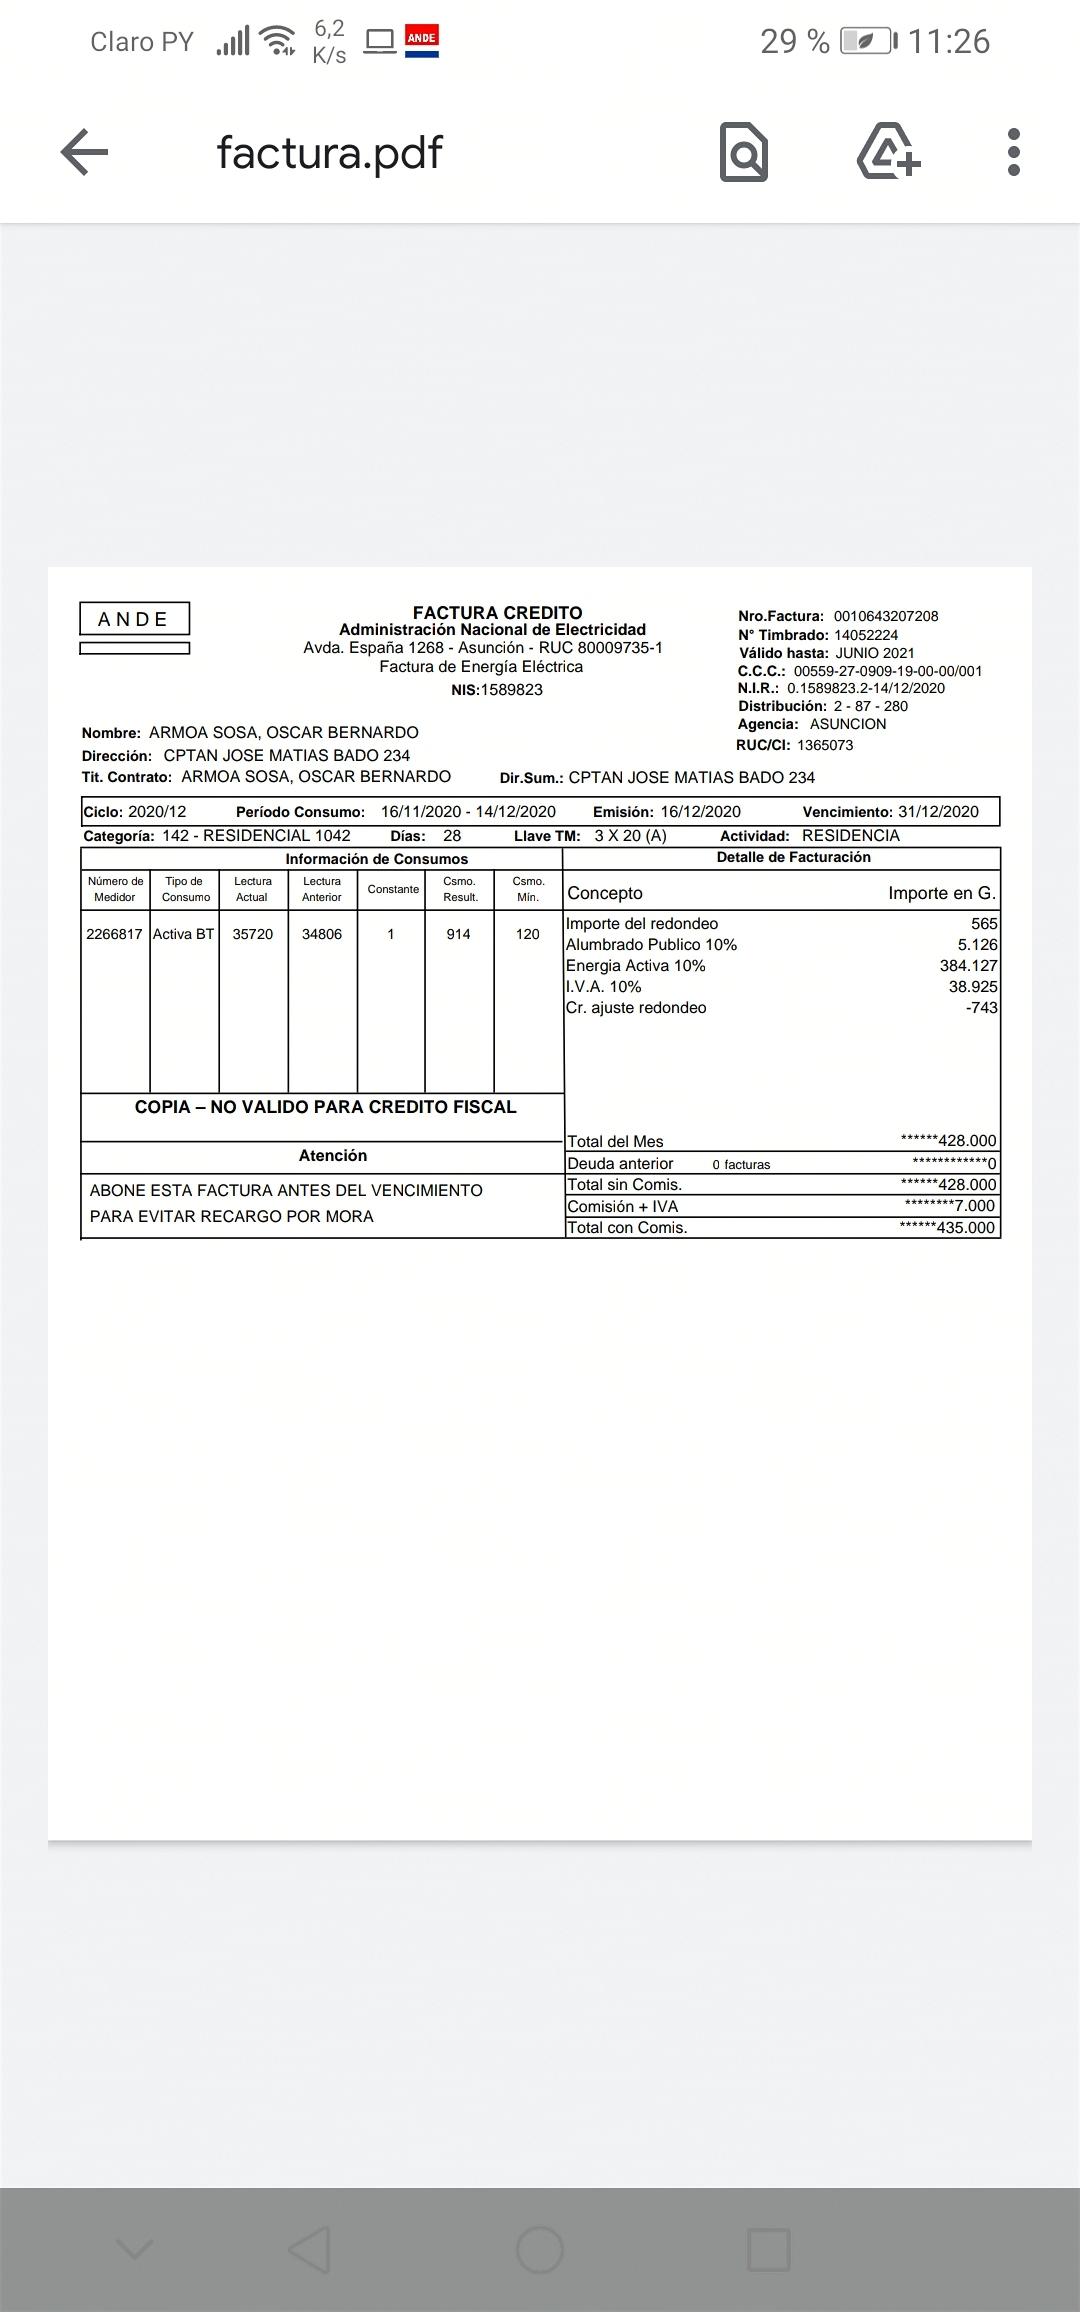 Claro PY 6,2 K/s ANDE 29 % 11:26
factura.pdf
ANDE
FACTURA CREDITO
Administración Nacional de Electricidad
Avda. España 1268 - Asunción - RUC 80009735-1
Factura de Energía Eléctrica
NIS:1589823
Nro.Factura: 0010643207208
N° Timbrado: 14052224
Válido hasta: JUNIO 2021
C.C.C.: 00559-27-0909-19-00-00/001
N.I.R.: 0.1589823.2-14/12/2020
Distribución: 2 - 87 - 280
Agencia: ASUNCION
RUC/CI: 1365073
Nombre: ARMOA SOSA, OSCAR BERNARDO
Dirección: CPTAN JOSE MATIAS BADO 234
Tit. Contrato: ARMOA SOSA, OSCAR BERNARDO Dir.Sum.: CPTAN JOSE MATIAS BADO 234
Ciclo: 2020/12 Período Consumo: 16/11/2020 - 14/12/2020 Emisión: 16/12/2020 Vencimiento: 31/12/2020
Categoría: 142 - RESIDENCIAL 1042 Días: 28 Llave TM: 3 X 20 (A) Actividad: RESIDENCIA
Información de Consumos
Número de Medidor Tipo de Consumo Lectura Actual Lectura Anterior Constante Csmo. Result. Csmo. Mín.
2266817 Activa BT 35720 34806 1 914 120
COPIA – NO VALIDO PARA CREDITO FISCAL
Atención
ABONE ESTA FACTURA ANTES DEL VENCIMIENTO
PARA EVITAR RECARGO POR MORA
Detalle de Facturación
Concepto Importe en G.
Importe del redondeo 565
Alumbrado Publico 10% 5.126
Energia Activa 10% 384.127
I.V.A. 10% 38.925
Cr. ajuste redondeo -743
Total del Mes ******428.000
Deuda anterior 0 facturas ************0
Total sin Comis. ******428.000
Comisión + IVA ********7.000
Total con Comis. ******435.000